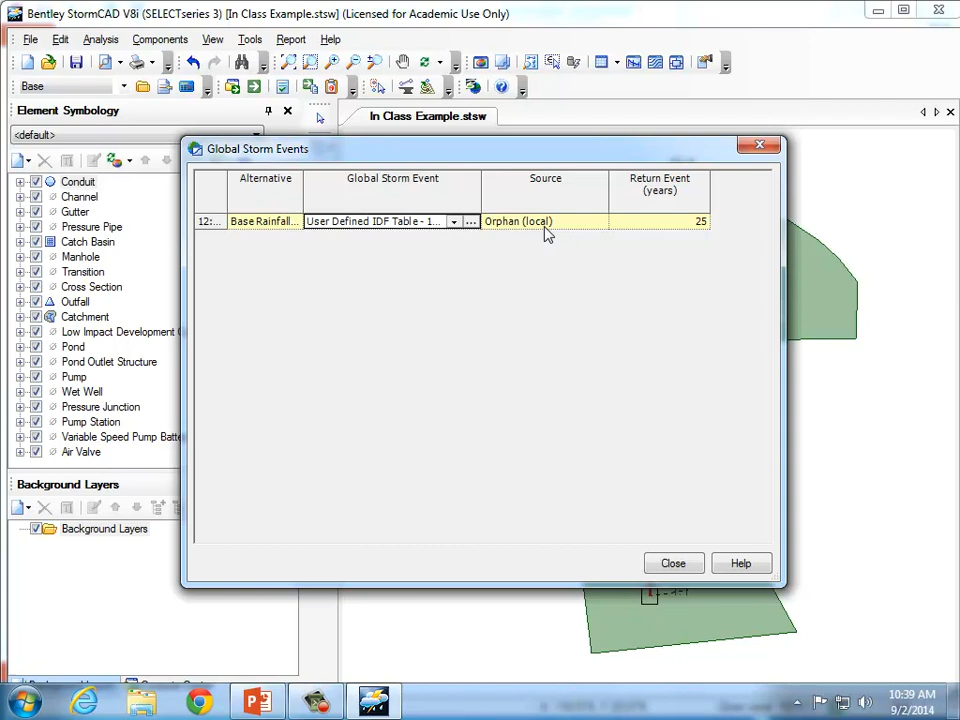 Bentley StormCAD V8i (SELECTseries 3) [In Class Example.stsw] (Licensed for Academic Use Only)
File Edit Analysis Components View Tools Report Help
Base
Element Symbology
In Class Example.stsw
<default>
Conduit
Channel
Gutter
Pressure Pipe
Catch Basin
Manhole
Transition
Cross Section
Outfall
Catchment
Low Impact Development
Pond
Pond Outlet Structure
Pump
Wet Well
Pressure Junction
Pump Station
Variable Speed Pump Batte
Air Valve
Background Layers
Background Layers
Global Storm Events
Alternative Global Storm Event Source Return Event (years)
12:... Base Rainfall... User Defined IDF Table - 1... ... Orphan (local) 25
Close Help
10:39 AM
9/2/2014